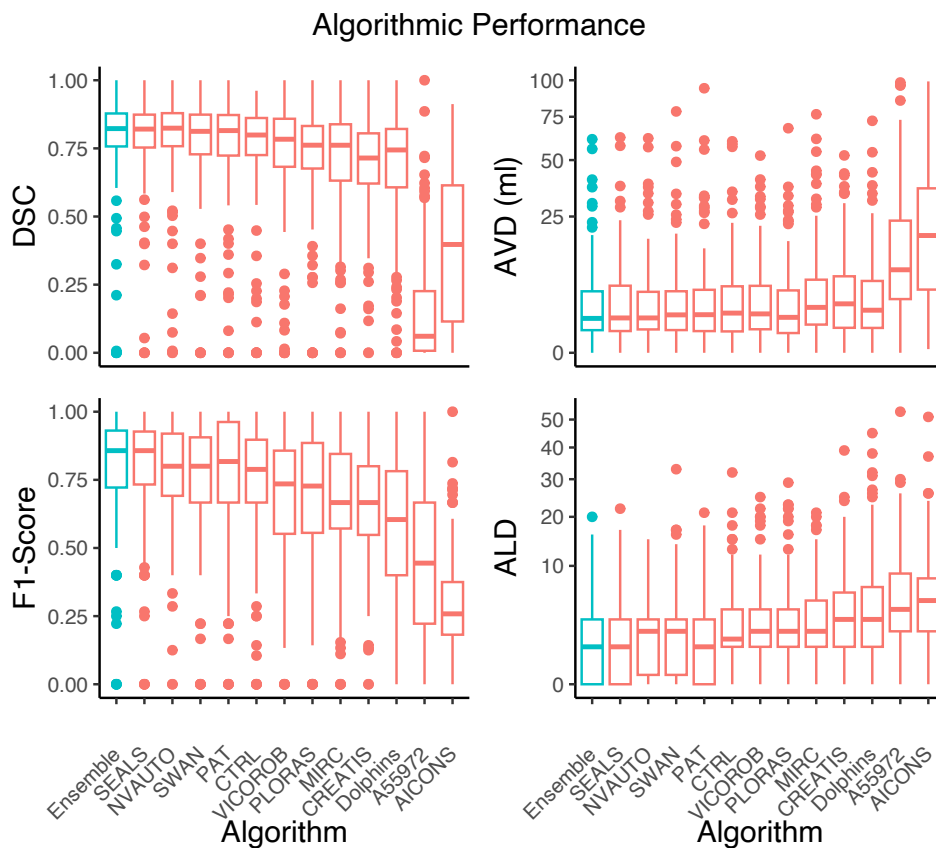 Algorithmic Performance
DSC
1.00
0.75
0.50
0.25
0.00
AVD (ml)
100
75
50
25
0
F1-Score
1.00
0.75
0.50
0.25
0.00
ALD
50
40
30
20
10
0
Ensemble
SEALS
NVAUTO
SWAN
PAT
CTRL
VICOROB
PLORAS
MIRC
CREATIS
Dolphins
A55972
AICONS
Algorithm
Ensemble
SEALS
NVAUTO
SWAN
PAT
CTRL
VICOROB
PLORAS
MIRC
CREATIS
Dolphins
A55972
AICONS
Algorithm